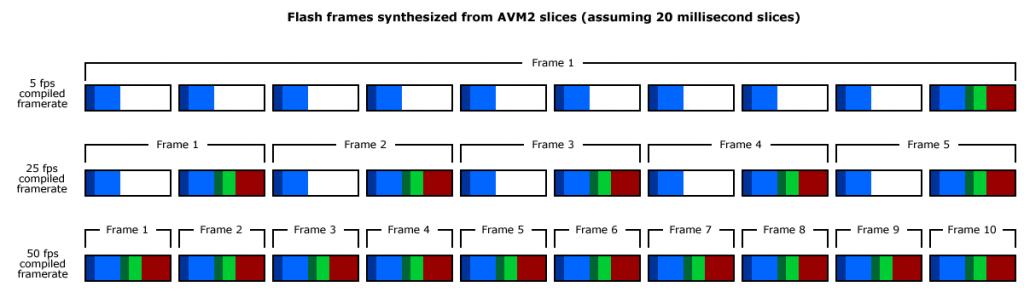 Flash frames synthesized from AVM2 slices (assuming 20 millisecond slices)
Frame 1
5 fps
compiled
framerate
Frame 1 Frame 2 Frame 3 Frame 4 Frame 5
25 fps
compiled
framerate
Frame 1 Frame 2 Frame 3 Frame 4 Frame 5 Frame 6 Frame 7 Frame 8 Frame 9 Frame 10
50 fps
compiled
framerate